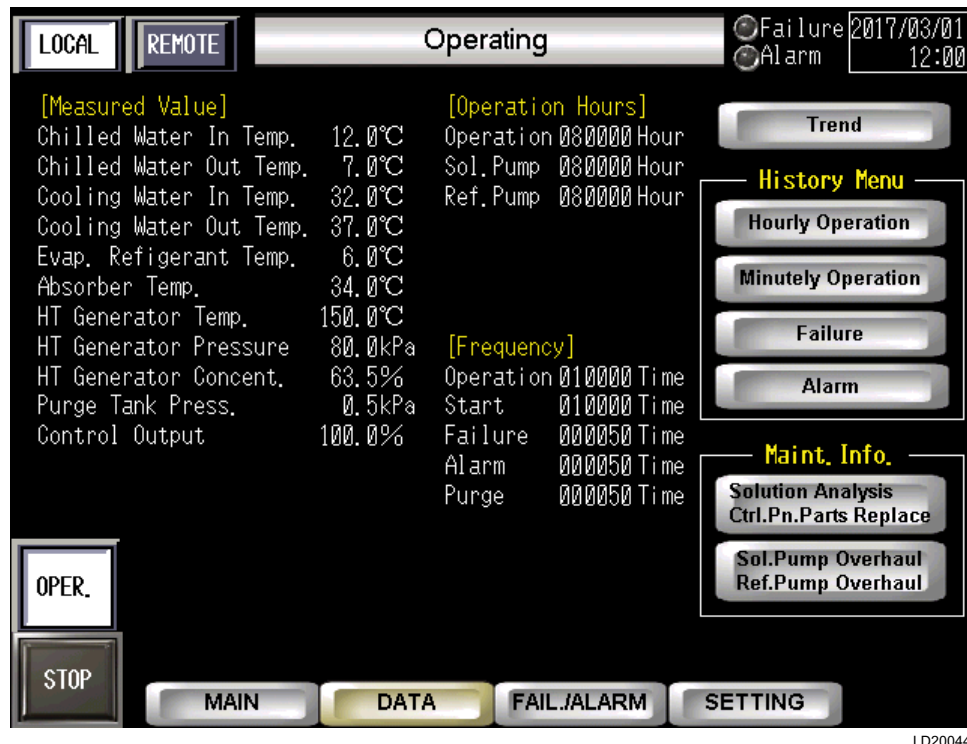 LOCAL REMOTE Operating Failure 2017/03/01
Alarm 12:00
[Measured Value]
Chilled Water In Temp. 12.0℃
Chilled Water Out Temp. 7.0℃
Cooling Water In Temp. 32.0℃
Cooling Water Out Temp. 37.0℃
Evap. Refigerant Temp. 6.0℃
Absorber Temp. 34.0℃
HT Generator Temp. 150.0℃
HT Generator Pressure 80.0kPa
HT Generator Concent. 63.5%
Purge Tank Press. 0.5kPa
Control Output 100.0%
[Operation Hours]
Operation 080000 Hour
Sol.Pump 080000 Hour
Ref.Pump 080000 Hour
[Frequency]
Operation 010000 Time
Start 010000 Time
Failure 000050 Time
Alarm 000050 Time
Purge 000050 Time
Trend
History Menu
Hourly Operation
Minutely Operation
Failure
Alarm
Maint. Info.
Solution Analysis
Ctrl.Pn.Parts Replace
Sol.Pump Overhaul
Ref.Pump Overhaul
OPER.
STOP
MAIN DATA FAIL./ALARM SETTING